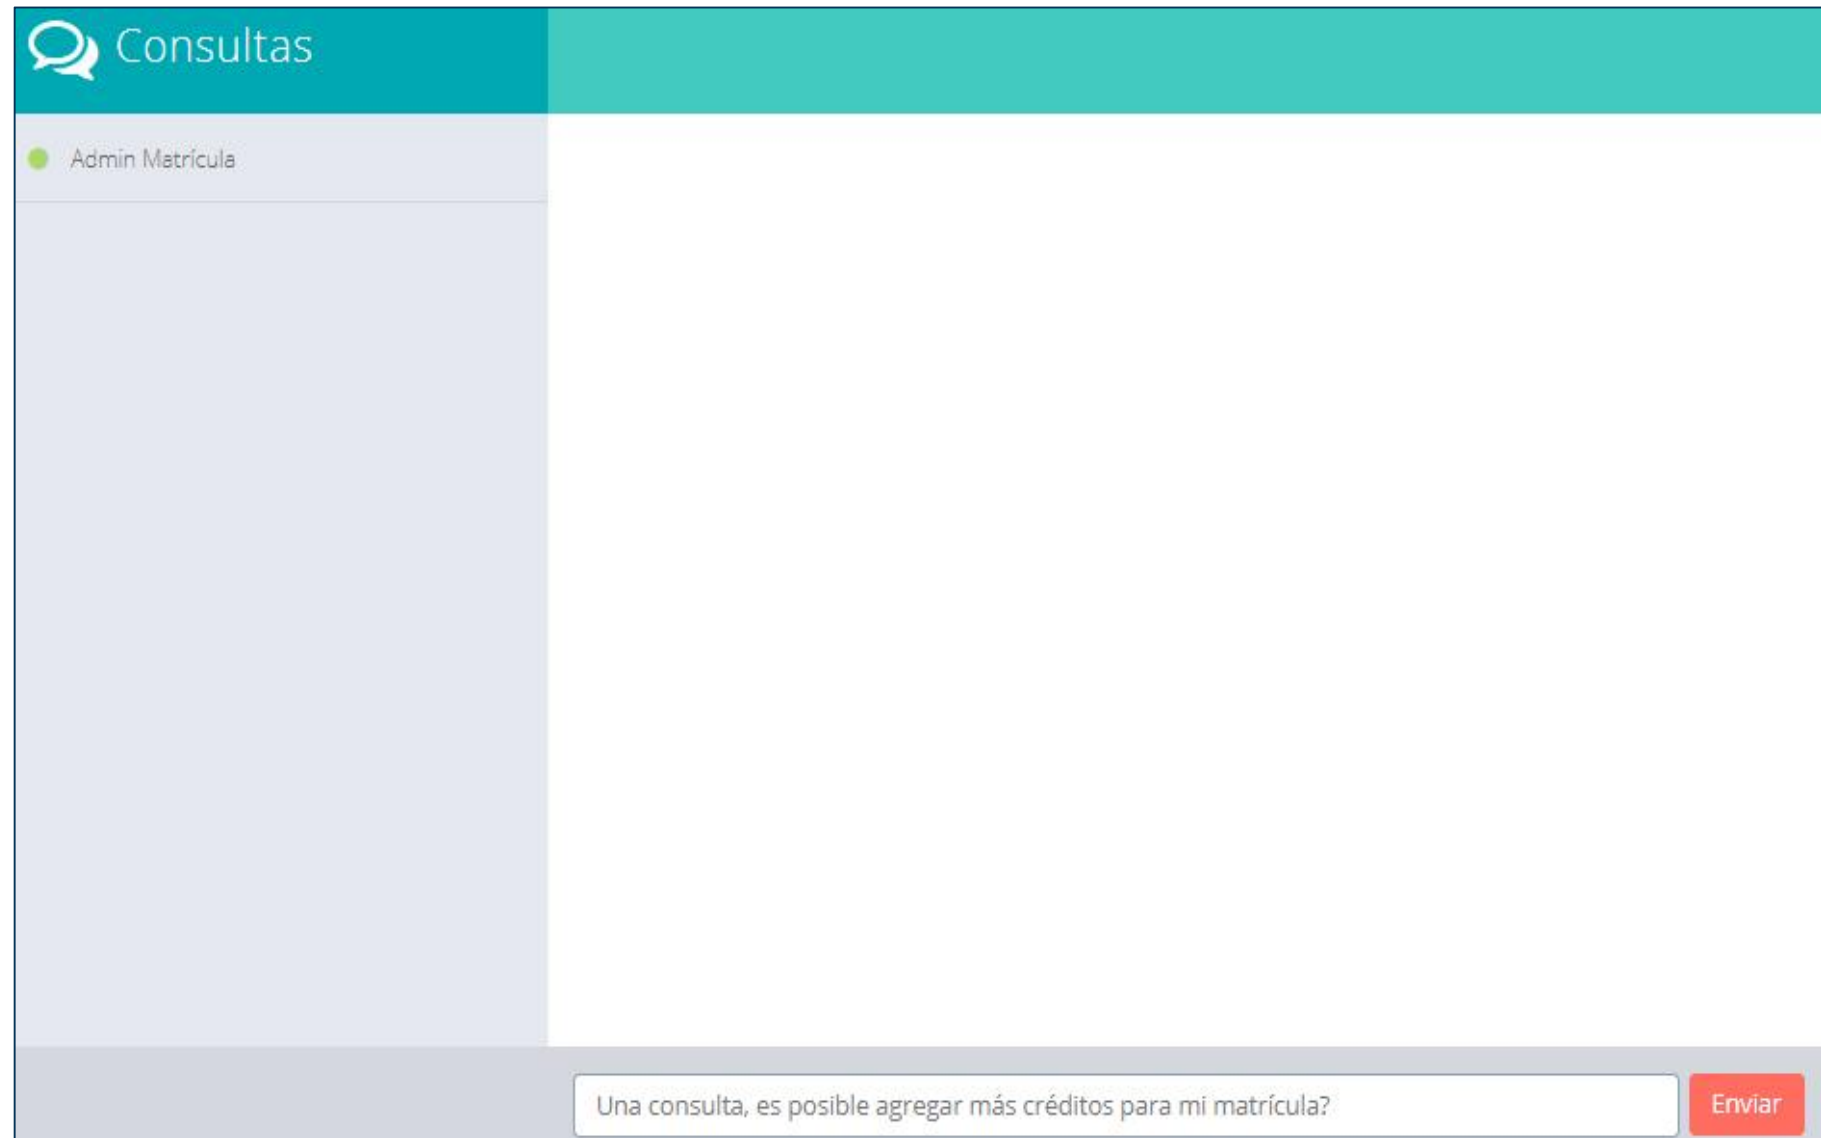 Consultas
Admin Matrícula
Una consulta, es posible agregar más créditos para mi matrícula?
Enviar